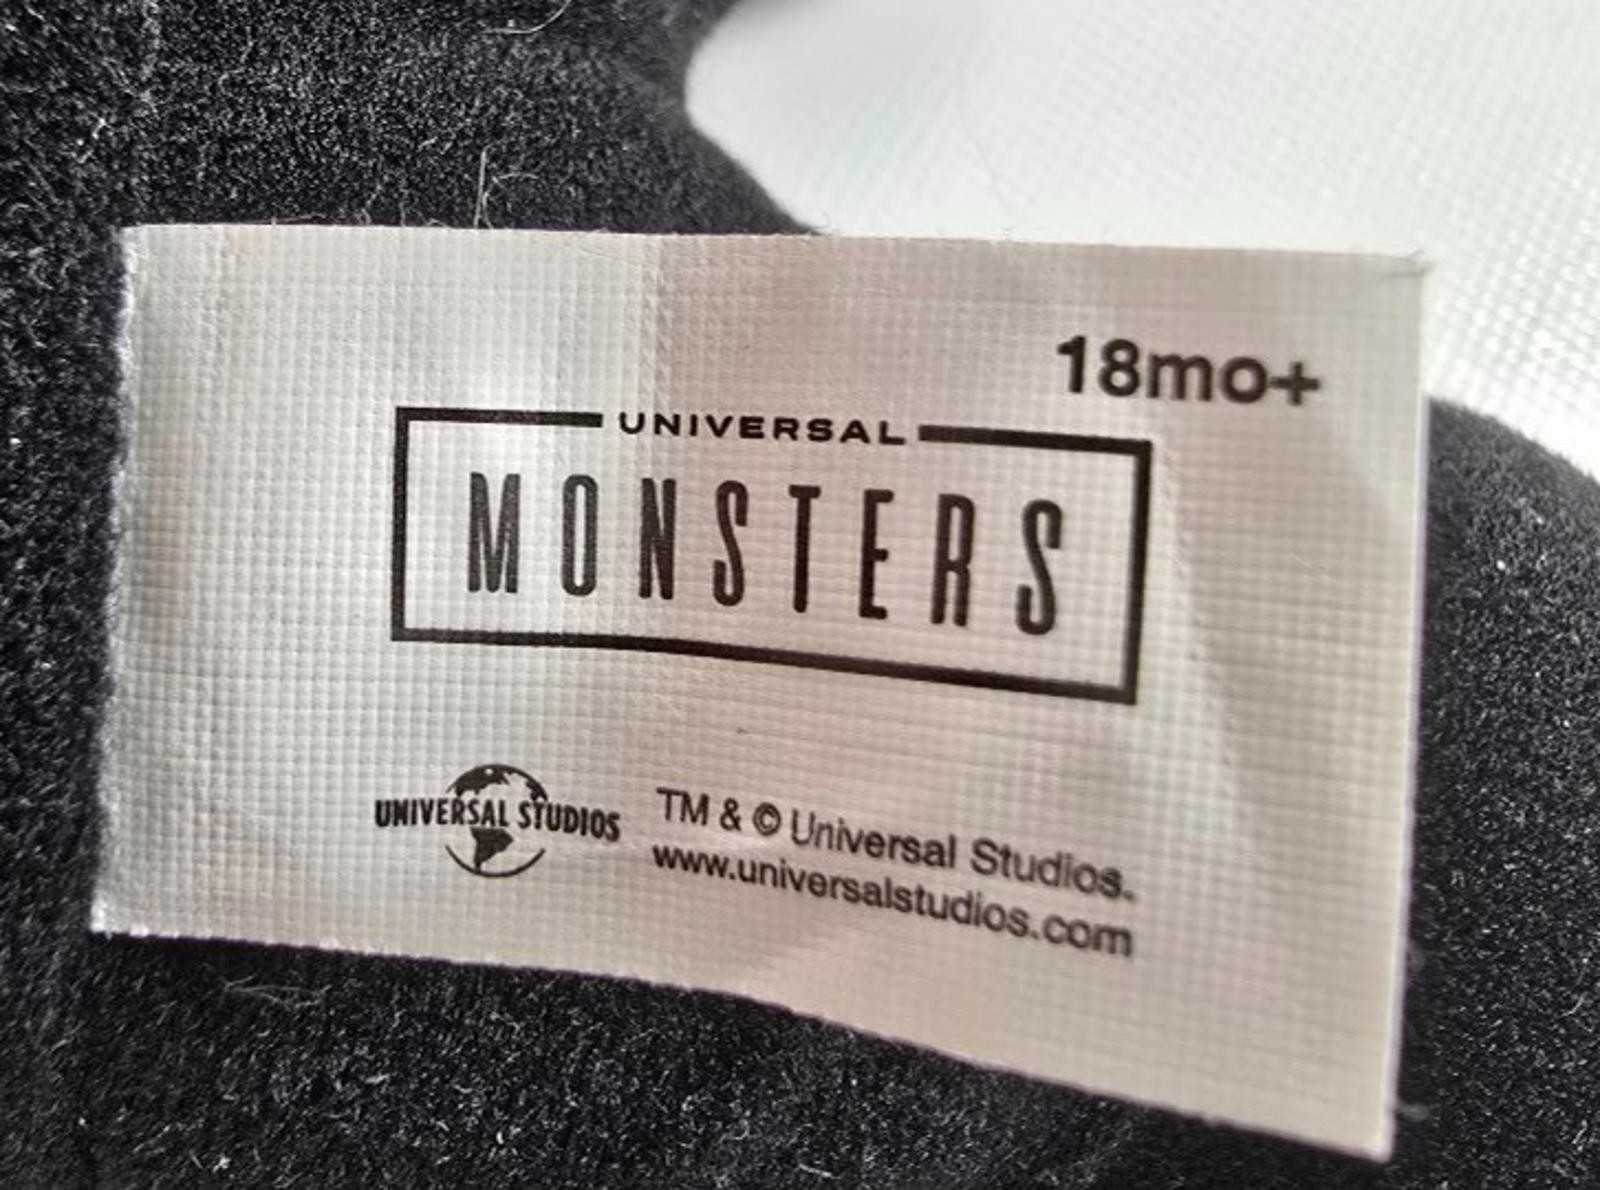 18mo+
UNIVERSAL
MONSTERS
UNIVERSAL STUDIOS
TM & © Universal Studios.
www.universalstudios.com